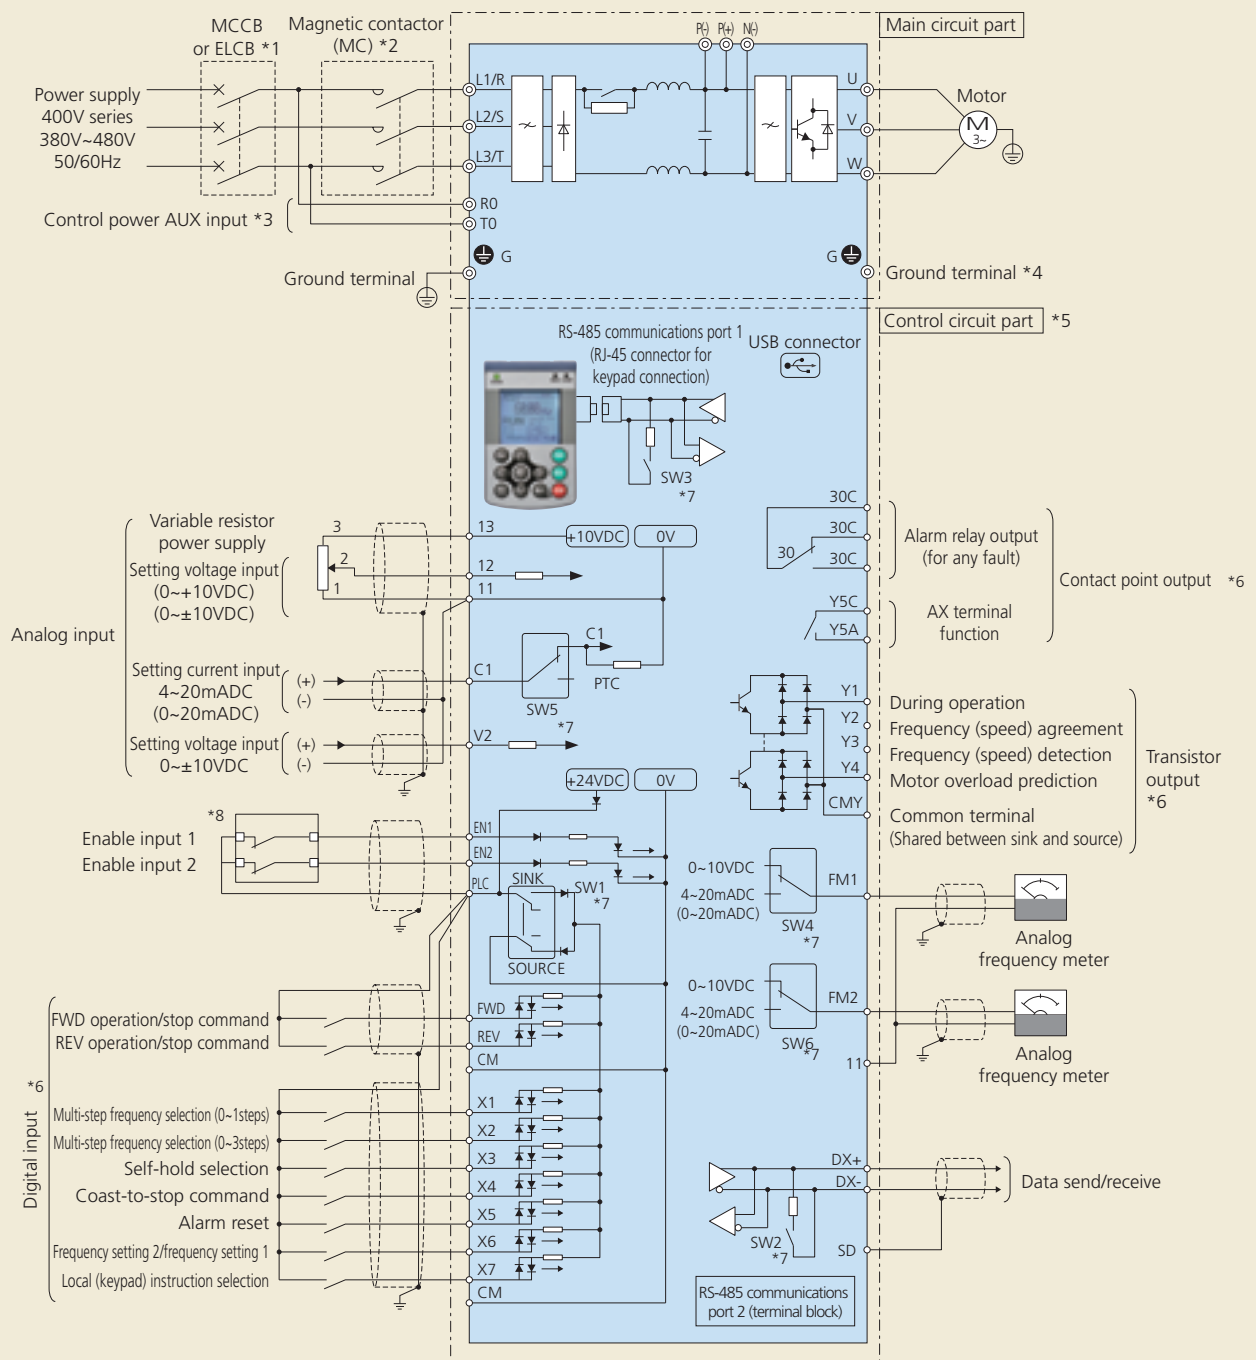 MCCB
or ELCB *1
Magnetic contactor
(MC) *2
P(-) P(+) N(-)
Main circuit part
Power supply
400V series
380V~480V
50/60Hz
L1/R
L2/S
L3/T
U
V
W
Motor
M
3~
Control power AUX input *3
R0
T0
G
G
Ground terminal
Ground terminal *4
Control circuit part *5
RS-485 communications port 1
(RJ-45 connector for
keypad connection)
USB connector
SW3
*7
Analog input
Variable resistor
power supply
Setting voltage input
(0~+10VDC)
(0~±10VDC)
3
2
1
13
12
11
+10VDC
0V
Setting current input
4~20mADC
(0~20mADC)
(+)
(-)
C1
C1
PTC
SW5
*7
Setting voltage input
0~±10VDC
(+)
(-)
V2
+24VDC
0V
30C
30C
30
30C
Alarm relay output
(for any fault)
Y5C
Y5A
AX terminal
function
Contact point output *6
Y1
Y2
Y3
Y4
CMY
During operation
Frequency (speed) agreement
Frequency (speed) detection
Motor overload prediction
Common terminal
(Shared between sink and source)
Transistor
output
*6
*8
Enable input 1
Enable input 2
EN1
EN2
PLC
SINK
SW1
*7
SOURCE
0~10VDC
4~20mADC
(0~20mADC)
FM1
SW4
*7
Analog
frequency meter
0~10VDC
4~20mADC
(0~20mADC)
FM2
SW6
*7
11
Analog
frequency meter
Digital input
*6
FWD operation/stop command
REV operation/stop command
FWD
REV
CM
Multi-step frequency selection (0~1steps)
Multi-step frequency selection (0~3steps)
Self-hold selection
Coast-to-stop command
Alarm reset
Frequency setting 2/frequency setting 1
Local (keypad) instruction selection
X1
X2
X3
X4
X5
X6
X7
CM
DX+
DX-
SD
Data send/receive
SW2
*7
RS-485 communications
port 2 (terminal block)